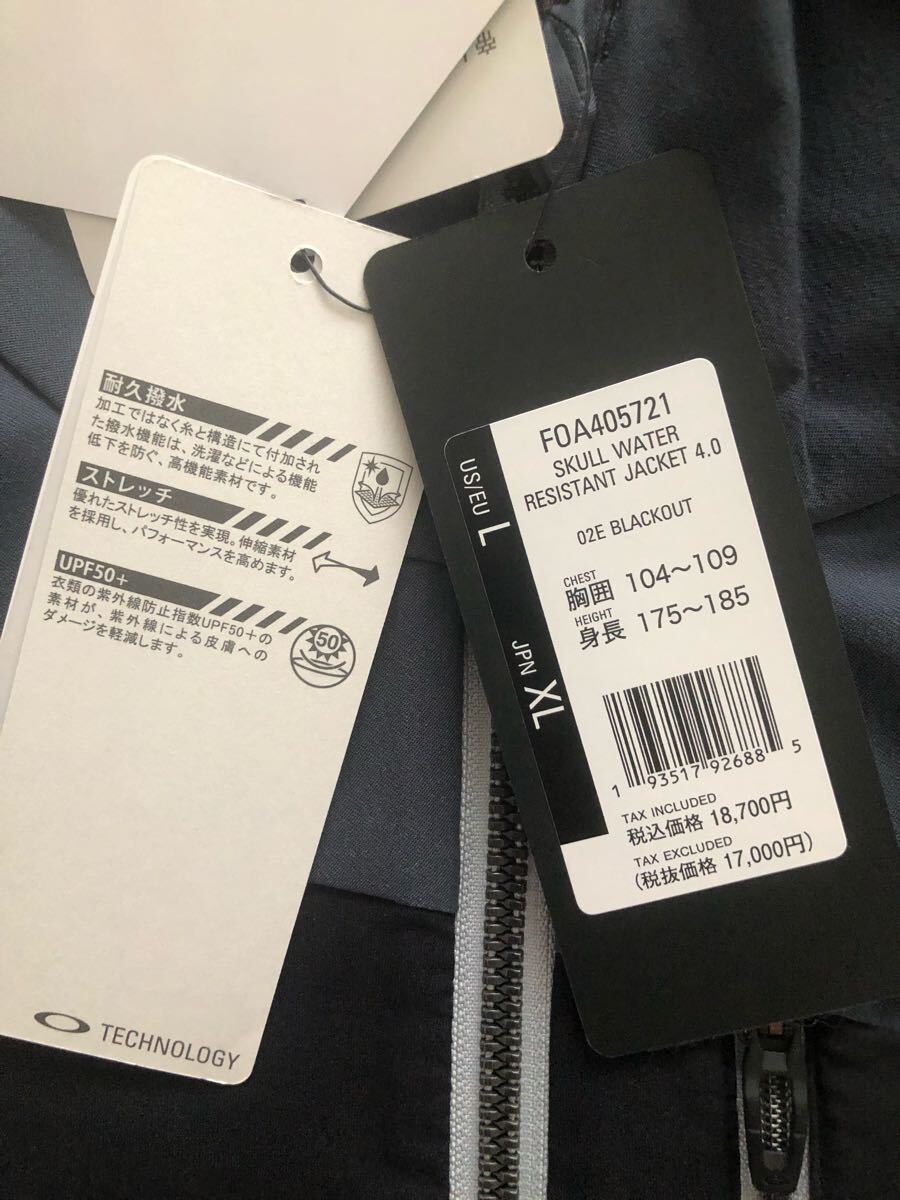 耐久撥水
加工ではなく糸と構造にて付加され
た撥水機能は、洗濯などによる機能
低下を防ぐ、高機能素材です。
ストレッチ
優れたストレッチ性を実現。伸縮素材
を採用し、パフォーマンスを高めます。
UPF50+
衣類の紫外線防止指数UPF50+の
素材が、紫外線による皮膚への
ダメージを軽減します。
50
TECHNOLOGY
US/EU L
JPN XL
FOA405721
SKULL WATER
RESISTANT JACKET 4.0
02E BLACKOUT
CHEST
胸囲 104〜109
HEIGHT
身長 175〜185
1 93517 92688 5
TAX INCLUDED
税込価格 18,700円
TAX EXCLUDED
(税抜価格 17,000円)